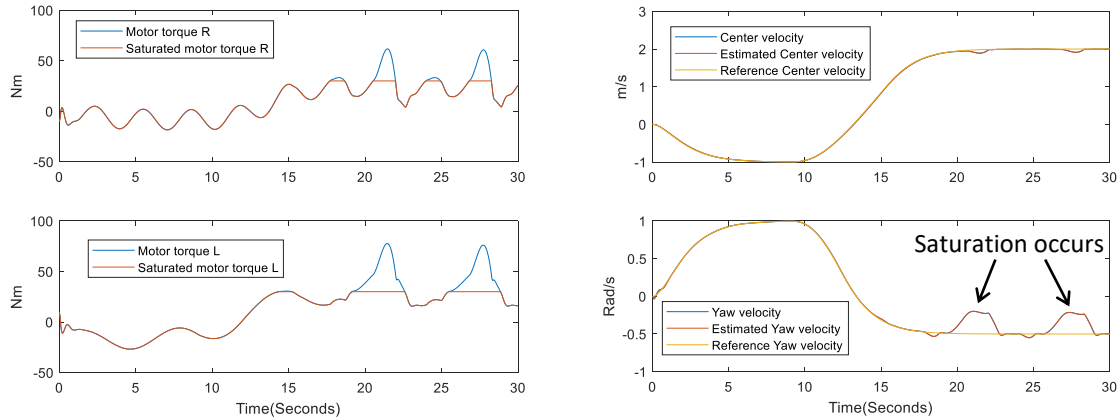 100
50
0
-50
Nm
Motor torque R
Saturated motor torque R
0 5 10 15 20 25 30
100
50
0
-50
Nm
Motor torque L
Saturated motor torque L
0 5 10 15 20 25 30
Time(Seconds)
3
2
1
0
-1
m/s
Center velocity
Estimated Center velocity
Reference Center velocity
0 5 10 15 20 25 30
1
0.5
0
-0.5
-1
Rad/s
Saturation occurs
Yaw velocity
Estimated Yaw velocity
Reference Yaw velocity
0 5 10 15 20 25 30
Time(Seconds)